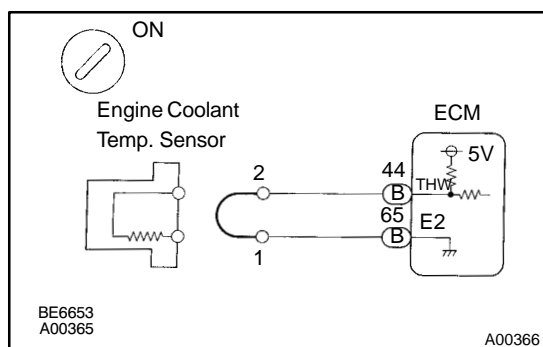 ON
Engine Coolant
Temp. Sensor
ECM
5V
2
44
THW
B
65
E2
B
1
BE6653
A00365
A00366